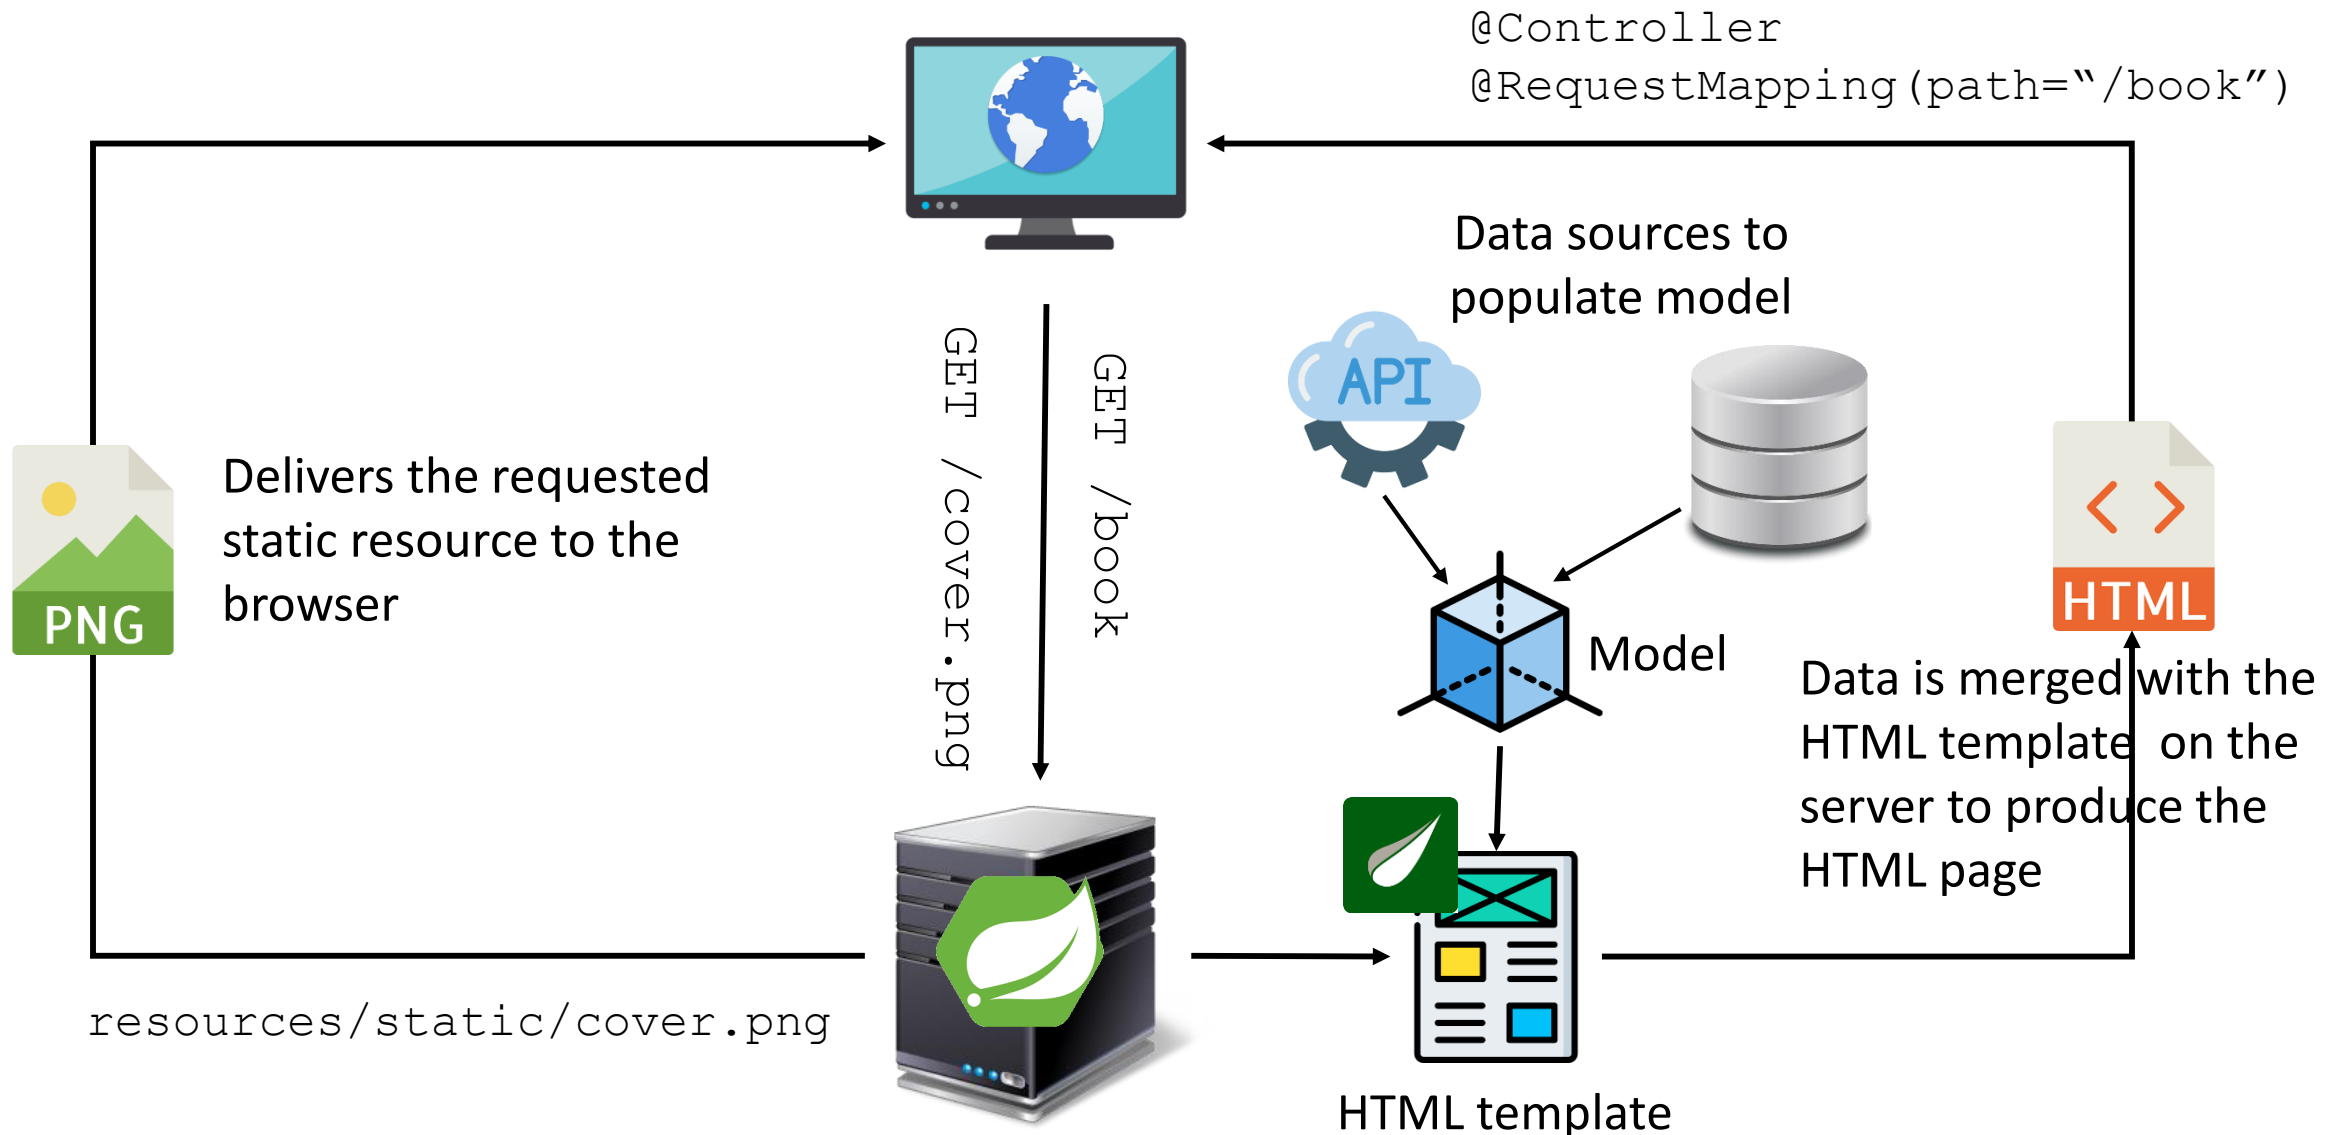 @Controller
@RequestMapping(path=“/book”)
Data sources to
populate model
API
GET /cover.png
GET /book
Delivers the requested
static resource to the
browser
PNG
HTML
Model
Data is merged with the
HTML template  on the
server to produce the
HTML page
resources/static/cover.png
HTML template